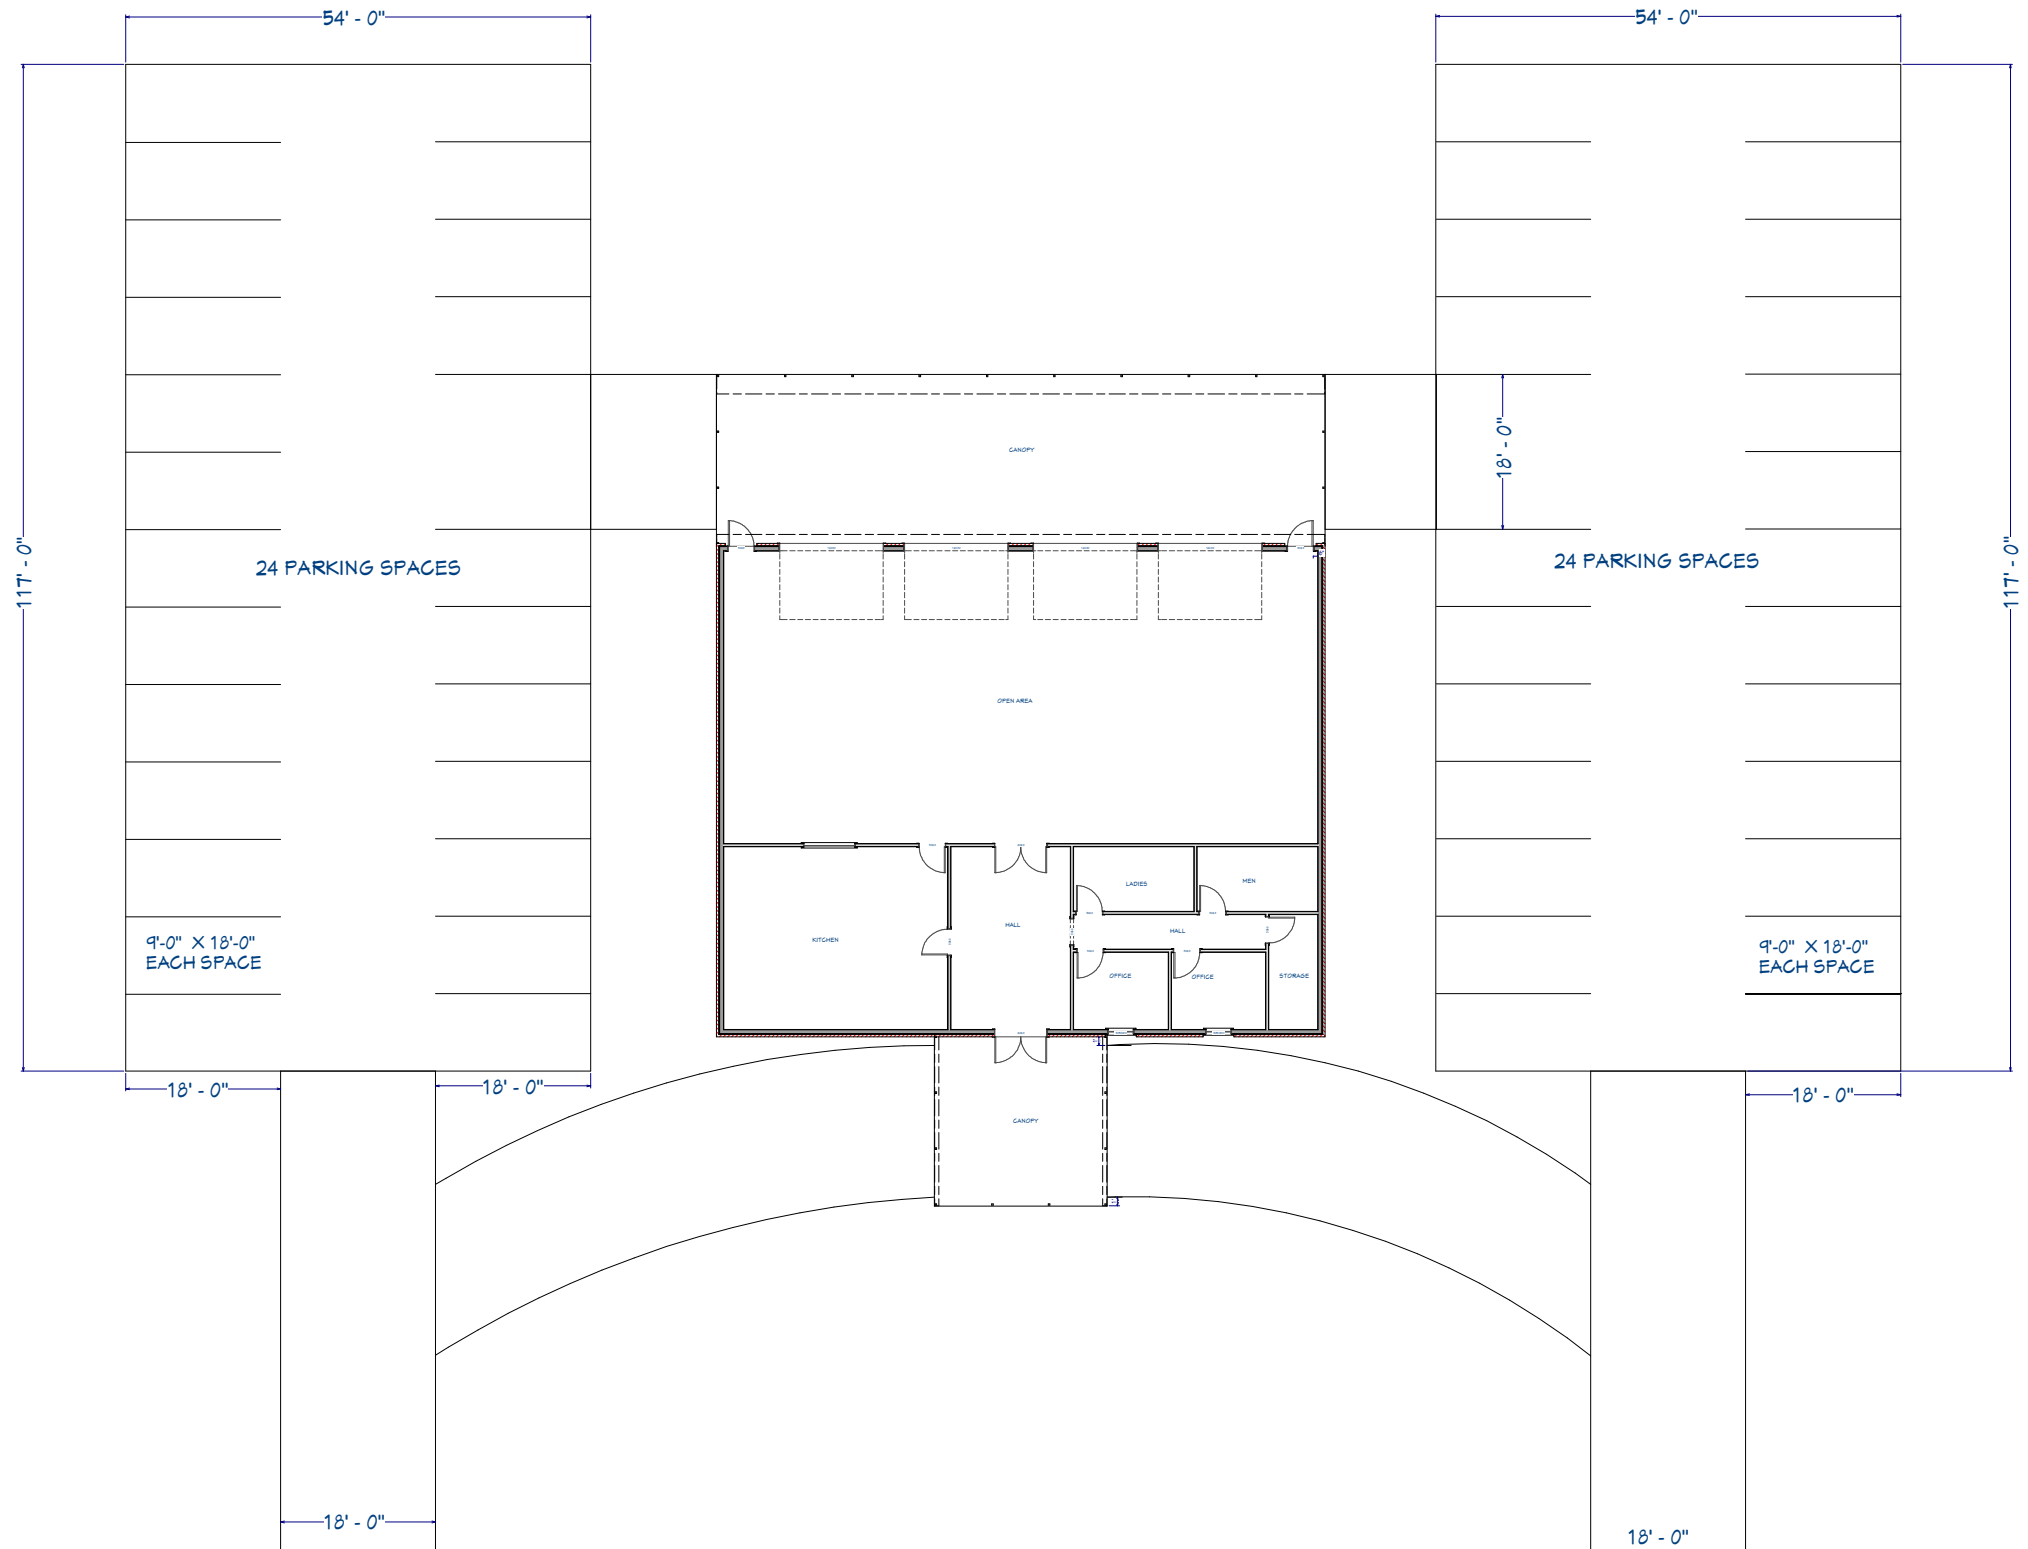 54' - 0"
54' - 0"
CANOPY
18' - 0"
117' - 0"
24 PARKING SPACES
24 PARKING SPACES
117' - 0"
OPEN AREA
LADIES
MEN
HALL
HALL
KITCHEN
OFFICE
OFFICE
STORAGE
9'-0" X 18'-0"
EACH SPACE
9'-0" X 18'-0"
EACH SPACE
18' - 0"
18' - 0"
18' - 0"
CANOPY
18' - 0"
18' - 0"